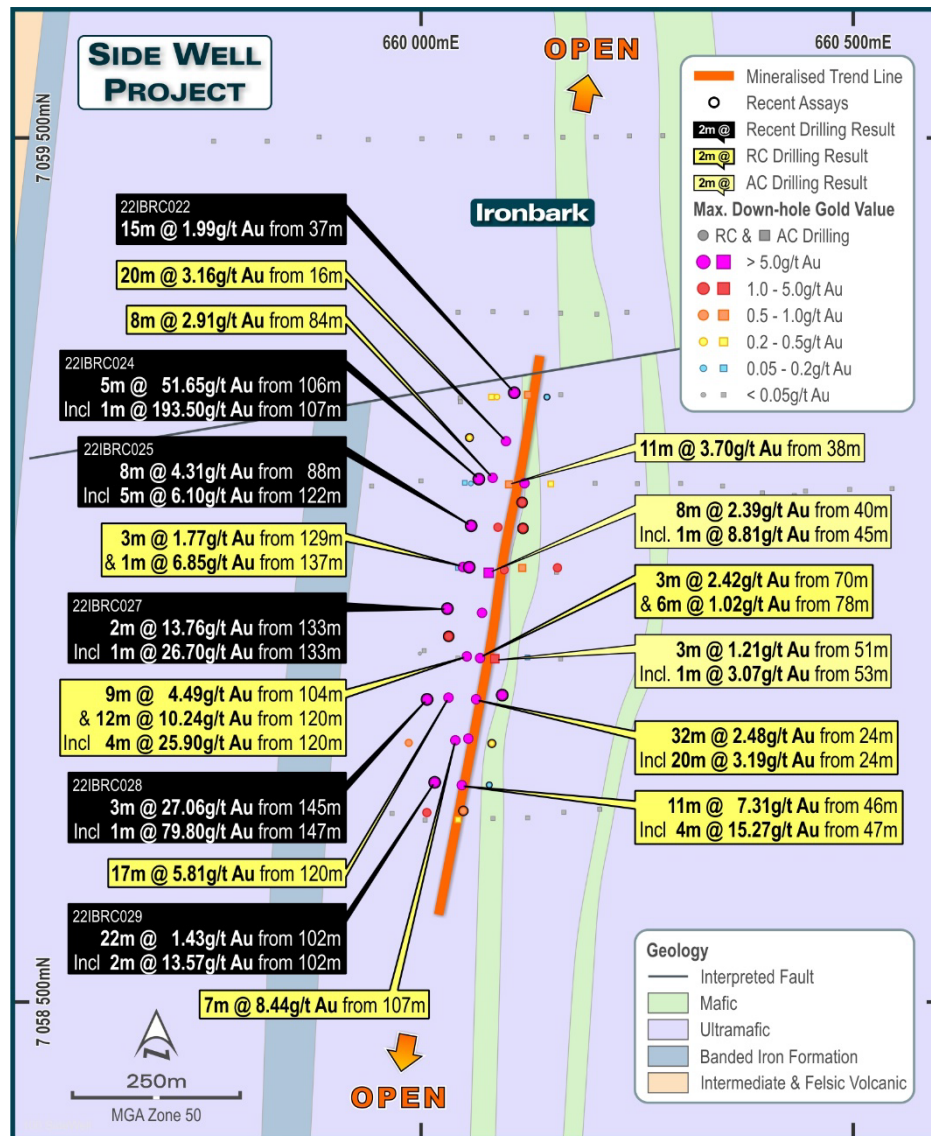 SIDE WELL
PROJECT
660 000mE
660 500mE
OPEN
7 059 500mN
Mineralised Trend Line
Recent Assays
2m @ Recent Drilling Result
2m @ RC Drilling Result
2m @ AC Drilling Result
Max. Down-hole Gold Value
RC & AC Drilling
> 5.0g/t Au
1.0 - 5.0g/t Au
0.5 - 1.0g/t Au
0.2 - 0.5g/t Au
0.05 - 0.2g/t Au
< 0.05g/t Au
Ironbark
22IBRC022
15m @ 1.99g/t Au from 37m
20m @ 3.16g/t Au from 16m
8m @ 2.91g/t Au from 84m
22IBRC024
5m @ 51.65g/t Au from 106m
Incl 1m @ 193.50g/t Au from 107m
22IBRC025
8m @ 4.31g/t Au from 88m
Incl 5m @ 6.10g/t Au from 122m
3m @ 1.77g/t Au from 129m
& 1m @ 6.85g/t Au from 137m
22IBRC027
2m @ 13.76g/t Au from 133m
Incl 1m @ 26.70g/t Au from 133m
9m @ 4.49g/t Au from 104m
& 12m @ 10.24g/t Au from 120m
Incl 4m @ 25.90g/t Au from 120m
22IBRC028
3m @ 27.06g/t Au from 145m
Incl 1m @ 79.80g/t Au from 147m
17m @ 5.81g/t Au from 120m
22IBRC029
22m @ 1.43g/t Au from 102m
Incl 2m @ 13.57g/t Au from 102m
7m @ 8.44g/t Au from 107m
11m @ 3.70g/t Au from 38m
8m @ 2.39g/t Au from 40m
Incl. 1m @ 8.81g/t Au from 45m
3m @ 2.42g/t Au from 70m
& 6m @ 1.02g/t Au from 78m
3m @ 1.21g/t Au from 51m
Incl. 1m @ 3.07g/t Au from 53m
32m @ 2.48g/t Au from 24m
Incl 20m @ 3.19g/t Au from 24m
11m @ 7.31g/t Au from 46m
Incl 4m @ 15.27g/t Au from 47m
7 058 500mN
N
250m
MGA Zone 50
OPEN
Geology
Interpreted Fault
Mafic
Ultramafic
Banded Iron Formation
Intermediate & Felsic Volcanic